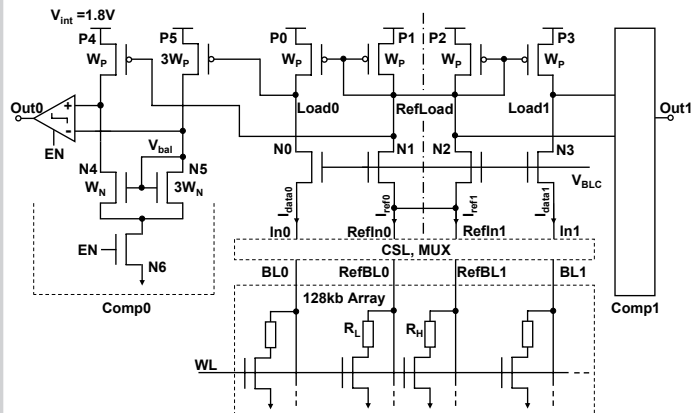 V_int =1.8V
P4 P5 P0 P1 P2 P3
W_P 3W_P W_P W_P W_P W_P
Out0 + Load0 RefLoad Load1 Out1
-
EN V_bal N0 N1 N2 N3
N4 N5
W_N 3W_N V_BLC
I_data0 I_ref0 I_ref1 I_data1
In0 RefIn0 RefIn1 In1
EN CSL, MUX
N6 BL0 RefBL0 RefBL1 BL1
Comp0 128kb Array Comp1
R_L R_H
WL